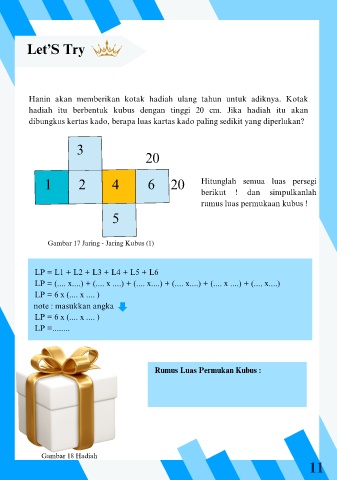 Let'S Try
Hanin akan memberikan kotak hadiah ulang tahun untuk adiknya. Kotak
hadiah itu berbentuk kubus dengan tinggi 20 cm. Jika hadiah itu akan
dibungkus kertas kado, berapa luas kartas kado paling sedikit yang diperlukan?
3
20
1 2 4 6 20
5
Hitunglah semua luas persegi
berikut ! dan simpulkanlah
rumus luas permukaan kubus !
Gambar 17 Jaring - Jaring Kubus (1)
LP = L1 + L2 + L3 + L4 + L5 + L6
LP = (.... x....) + (.... x ....) + (.... x....) + (.... x....) + (.... x ....) + (.... x....)
LP = 6 x (.... x .... )
note : masukkan angka
LP = 6 x (.... x .... )
LP =........
Rumus Luas Permukan Kubus :
Gambar 18 Hadiah
11